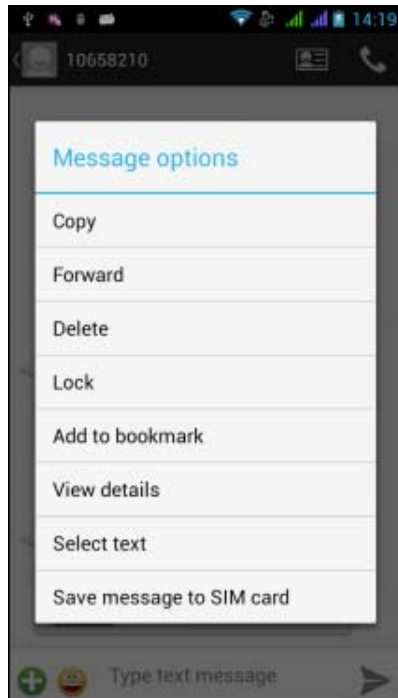 14:19
10658210
Message options
Copy
Forward
Delete
Lock
Add to bookmark
View details
Select text
Save message to SIM card
Type text message